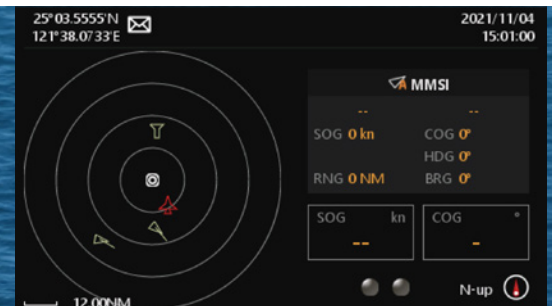 25°03.5555'N
121°38.0733'E
2021/11/04
15:01:00
MMSI
-- --
SOG 0 kn COG 0°
HDG 0°
RNG 0 NM BRG 0°
SOG kn COG °
-- -
N-up
12.00NM